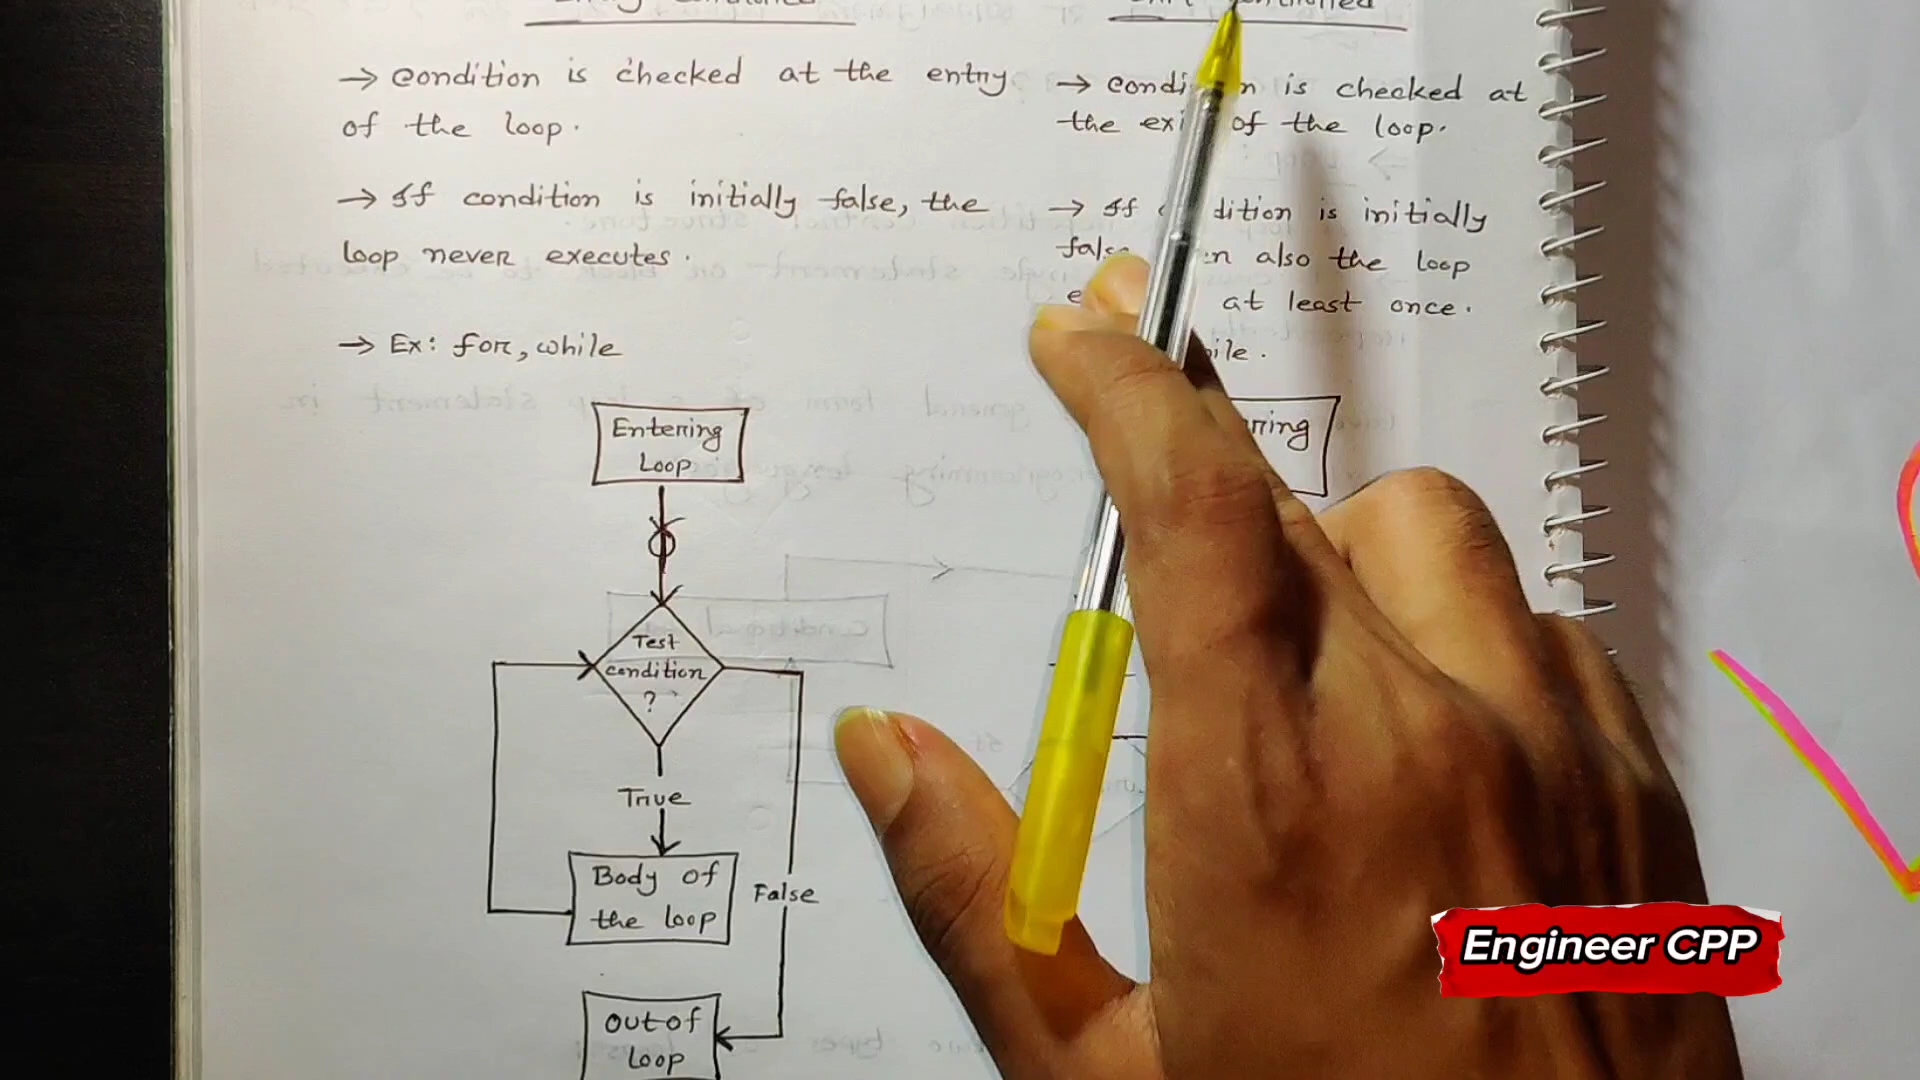 → condition is checked at the entry
of the loop.
→ If condition is initially false, the
loop never executes.
→ Ex: for, while
→ is checked at
the of the loop.
→ If is initially
also the loop
at least once.
Entering
Loop
Test
condition
?
True
Body of
the loop
False
Out of
Loop
Engineer CPP